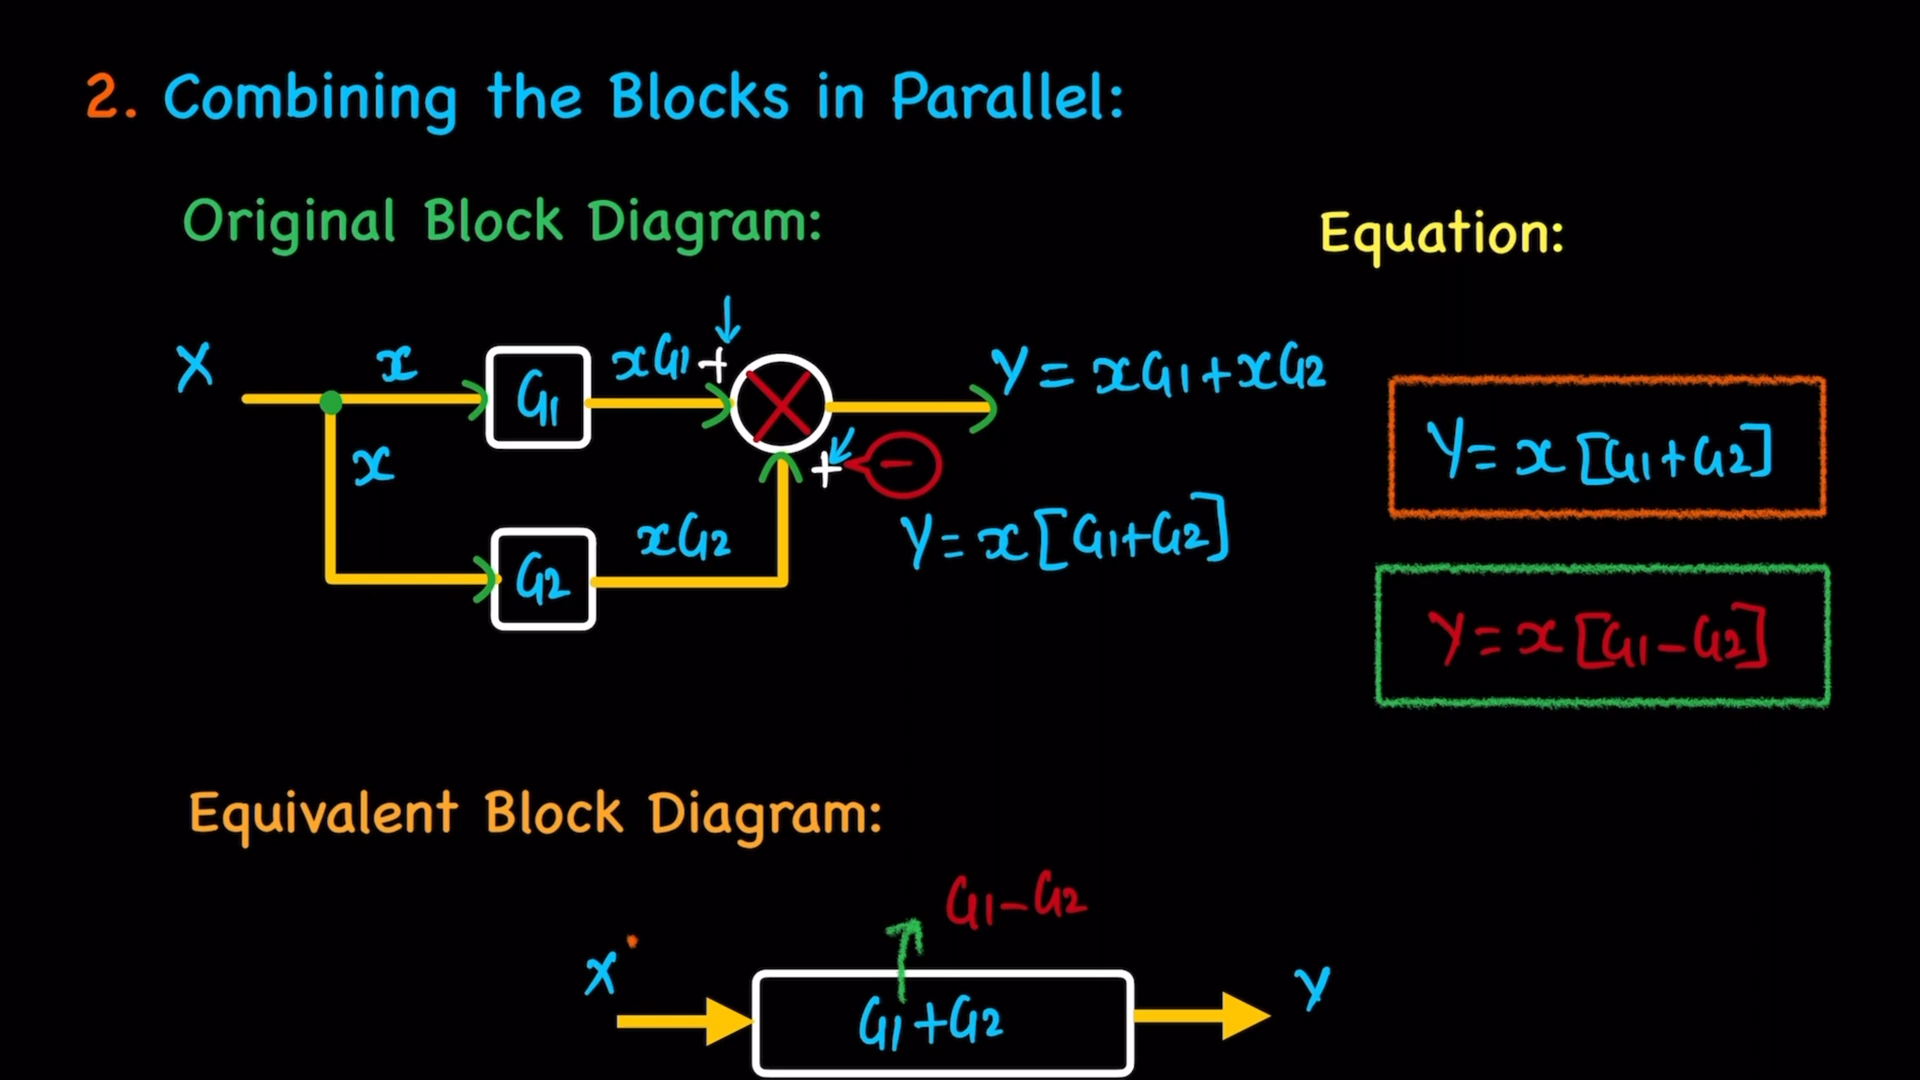 2. Combining the Blocks in Parallel:
Original Block Diagram:
Equation:
X
x
G1
xG1 +
Y = xG1 + xG2
x
+ −
G2
xG2
Y = x [G1+G2]
Y = x [G1+G2]
Y = x [G1−G2]
Equivalent Block Diagram:
G1−G2
X
G1+G2
Y